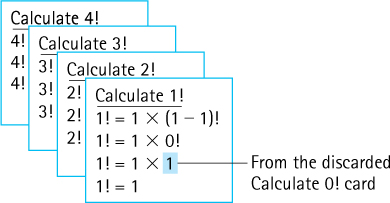 Calculate 4!
4!
4!
4!
Calculate 3!
3!
3!
3!
Calculate 2!
2!
2!
2!
Calculate 1!
1! = 1 × (1 − 1)!
1! = 1 × 0!
1! = 1 × 1
1! = 1
From the discarded
Calculate 0! card